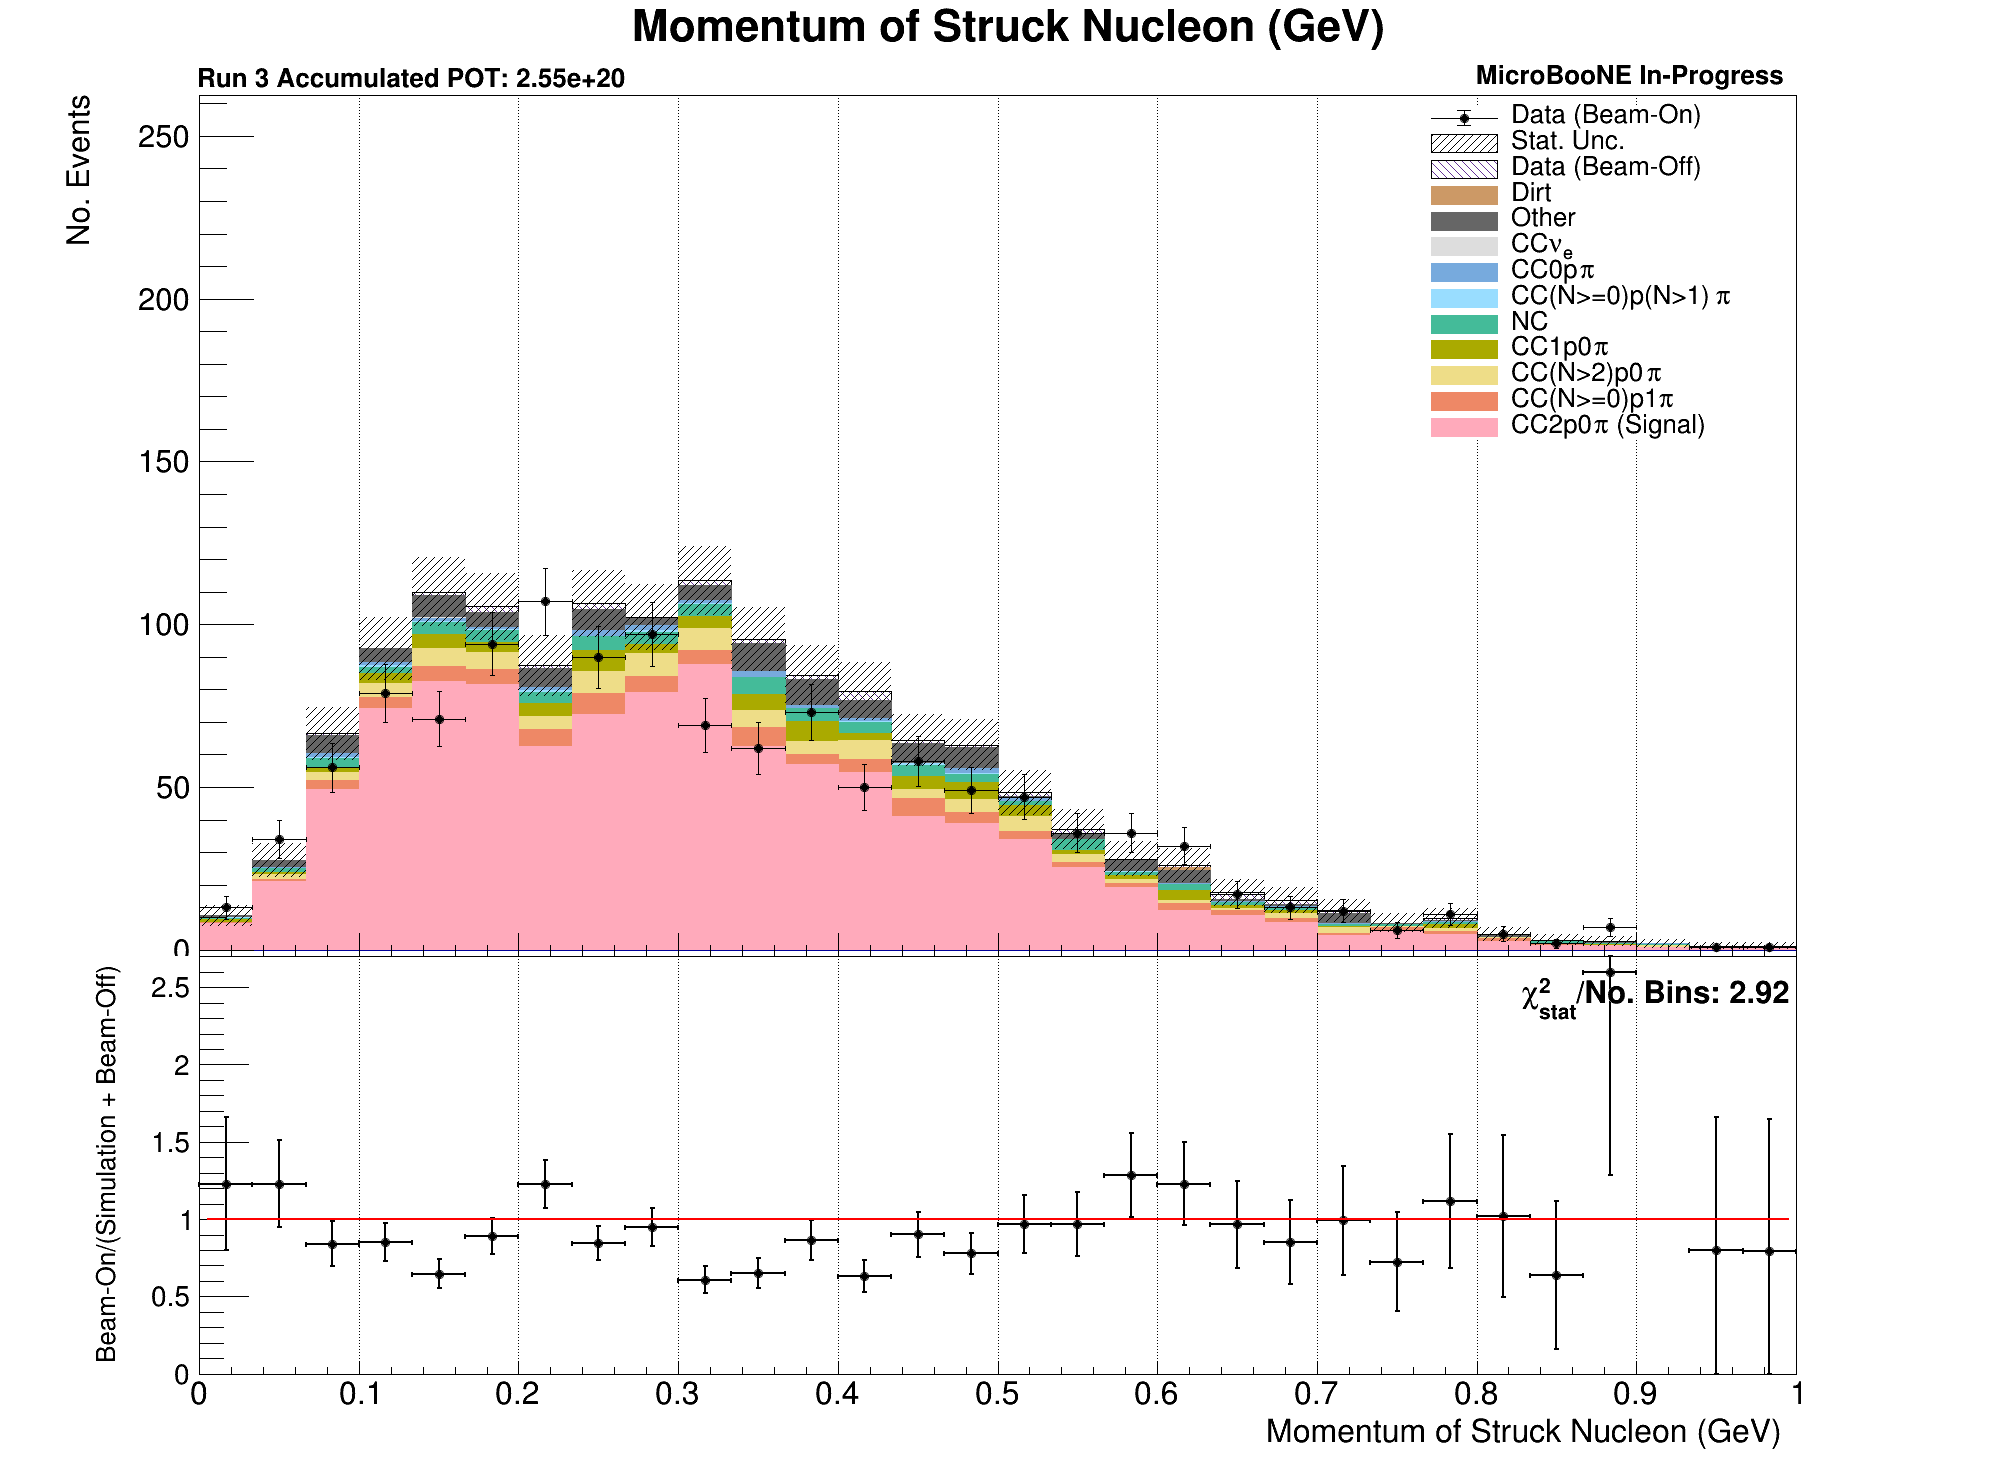 Momentum of Struck Nucleon (GeV)
Run 3 Accumulated POT: 2.55e+20
MicroBooNE In-Progress
No. Events
250
200
150
100
50
0
Data (Beam-On)
Stat. Unc.
Data (Beam-Off)
Dirt
Other
CCνe
CC0pπ
CC(N>=0)p(N>1) π
NC
CC1p0π
CC(N>2)p0π
CC(N>=0)p1π
CC2p0π (Signal)
Beam-On/(Simulation + Beam-Off)
2.5
2
1.5
1
0.5
0
χ2stat/No. Bins: 2.92
0 0.1 0.2 0.3 0.4 0.5 0.6 0.7 0.8 0.9 1
Momentum of Struck Nucleon (GeV)